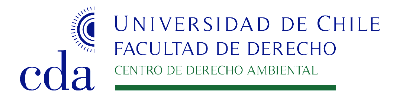 UNIVERSIDAD DE CHILE
FACULTAD DE DERECHO
cda
CENTRO DE DERECHO AMBIENTAL